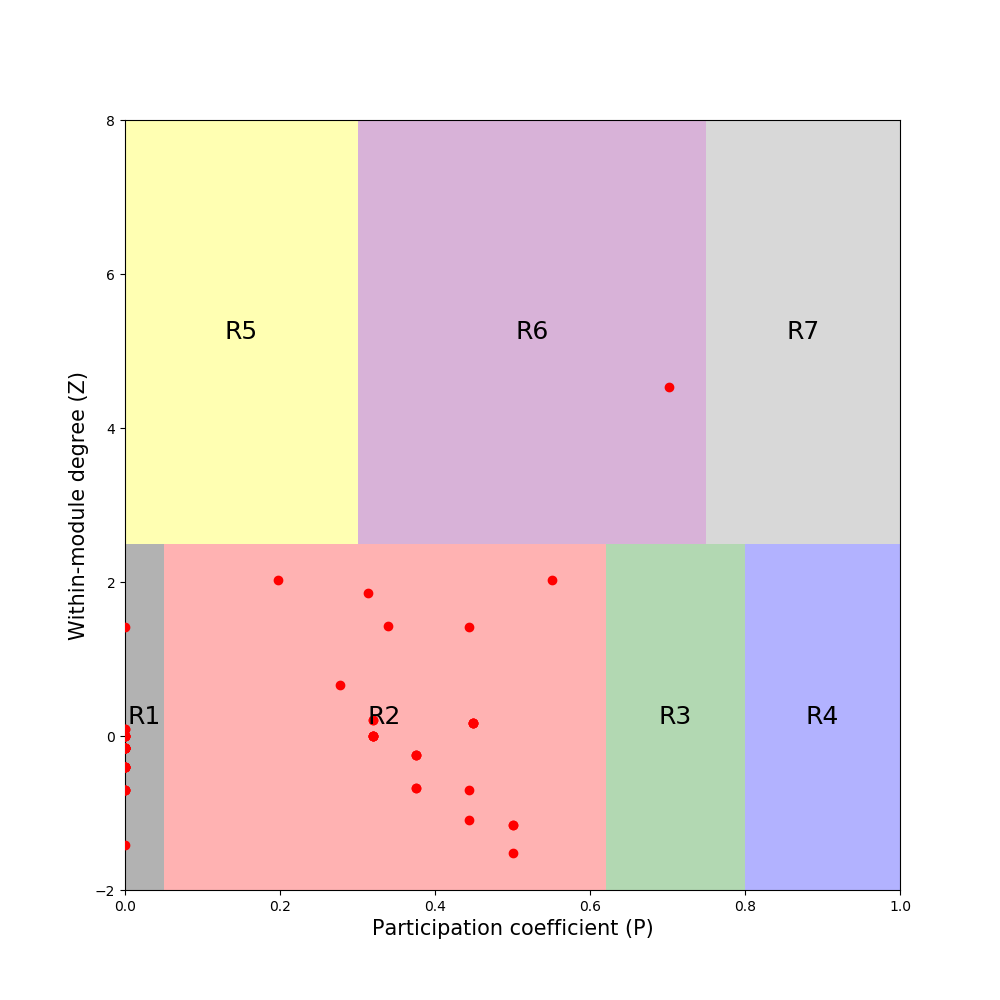 8
R5
R6
R7
6
4
Within-module degree (Z)
2
R1
R2
R3
R4
0
−2
0.0
0.2
0.4
0.6
0.8
1.0
Participation coefficient (P)